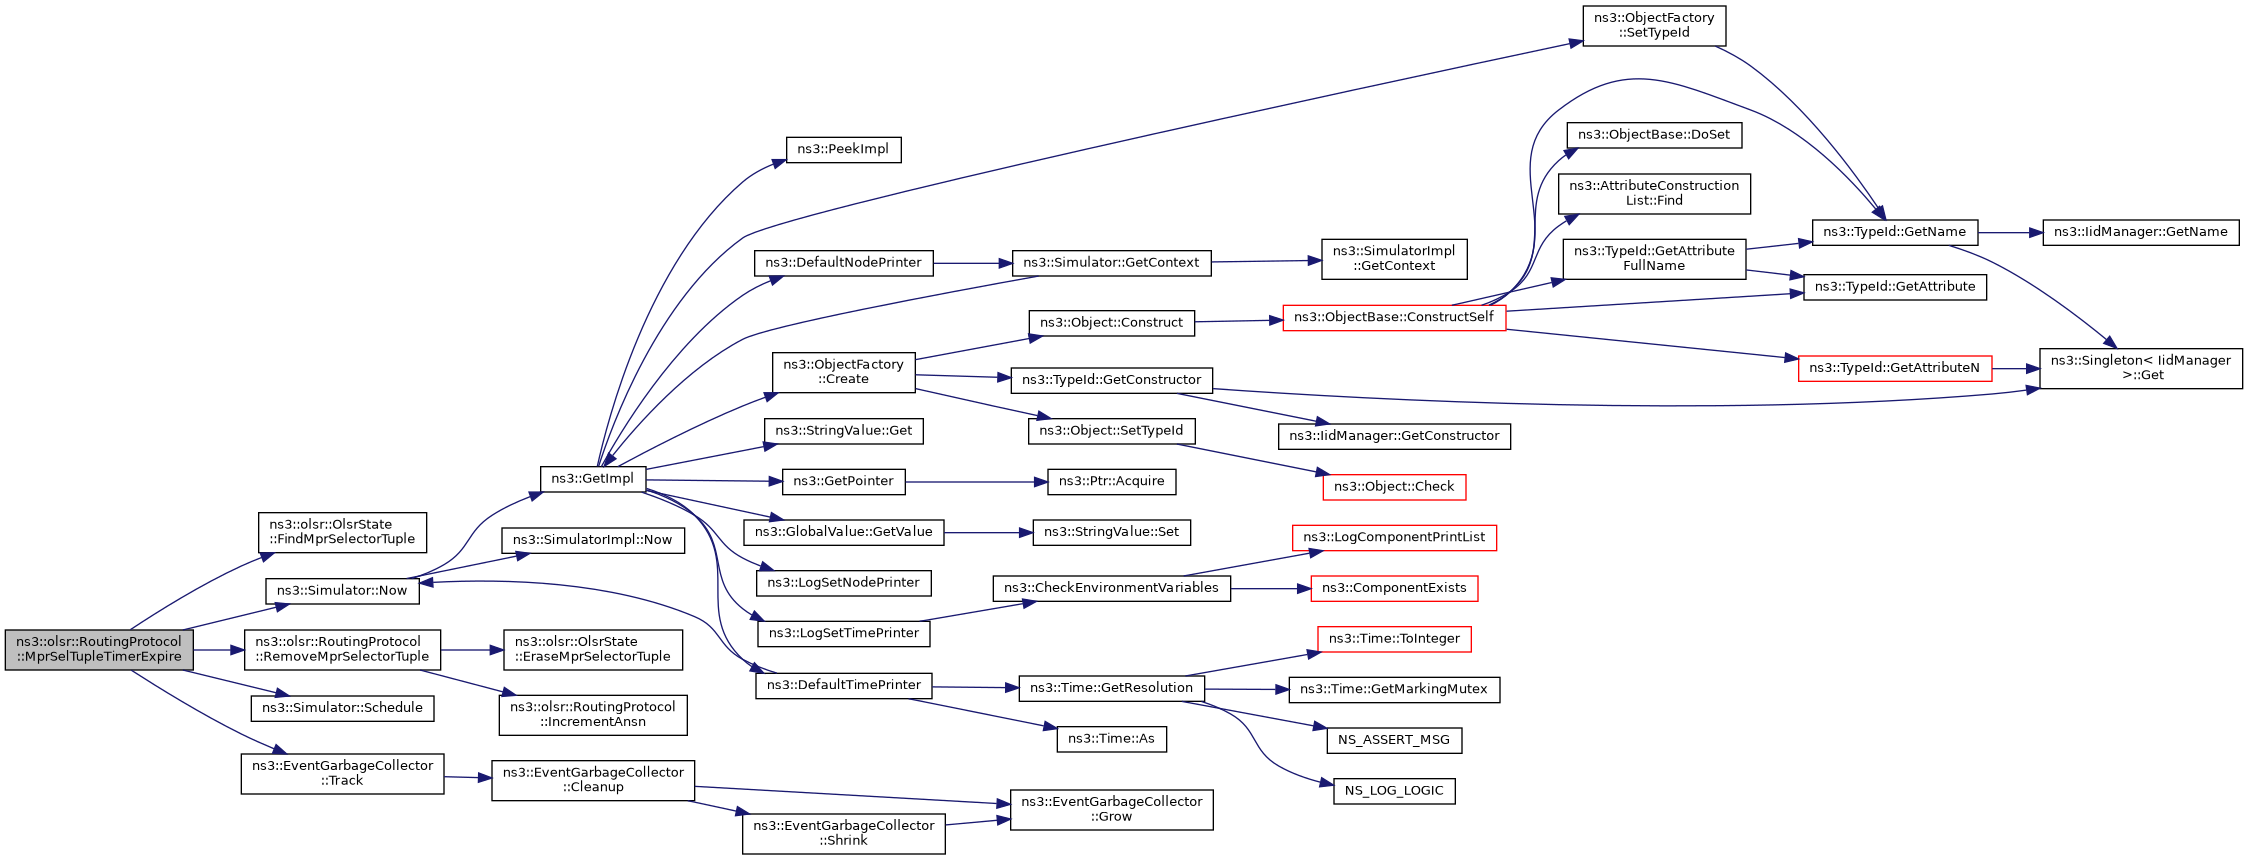 ns3::olsr::RoutingProtocol
::MprSelTupleTimerExpire
ns3::olsr::OlsrState
::FindMprSelectorTuple
ns3::Simulator::Now
ns3::olsr::RoutingProtocol
::RemoveMprSelectorTuple
ns3::Simulator::Schedule
ns3::EventGarbageCollector
::Track
ns3::GetImpl
ns3::SimulatorImpl::Now
ns3::olsr::OlsrState
::EraseMprSelectorTuple
ns3::olsr::RoutingProtocol
::IncrementAnsn
ns3::EventGarbageCollector
::Cleanup
ns3::PeekImpl
ns3::DefaultNodePrinter
ns3::ObjectFactory
::Create
ns3::StringValue::Get
ns3::GetPointer
ns3::GlobalValue::GetValue
ns3::LogSetNodePrinter
ns3::LogSetTimePrinter
ns3::DefaultTimePrinter
ns3::EventGarbageCollector
::Shrink
ns3::Simulator::GetContext
ns3::Object::Construct
ns3::TypeId::GetConstructor
ns3::Object::SetTypeId
ns3::Ptr::Acquire
ns3::StringValue::Set
ns3::CheckEnvironmentVariables
ns3::Time::GetResolution
ns3::Time::As
ns3::EventGarbageCollector
::Grow
ns3::SimulatorImpl
::GetContext
ns3::ObjectBase::ConstructSelf
ns3::IidManager::GetConstructor
ns3::Object::Check
ns3::LogComponentPrintList
ns3::ComponentExists
ns3::Time::ToInteger
ns3::Time::GetMarkingMutex
NS_ASSERT_MSG
NS_LOG_LOGIC
ns3::ObjectFactory
::SetTypeId
ns3::ObjectBase::DoSet
ns3::AttributeConstruction
List::Find
ns3::TypeId::GetAttribute
FullName
ns3::TypeId::GetName
ns3::TypeId::GetAttribute
ns3::TypeId::GetAttributeN
ns3::IidManager::GetName
ns3::Singleton< IidManager
>::Get